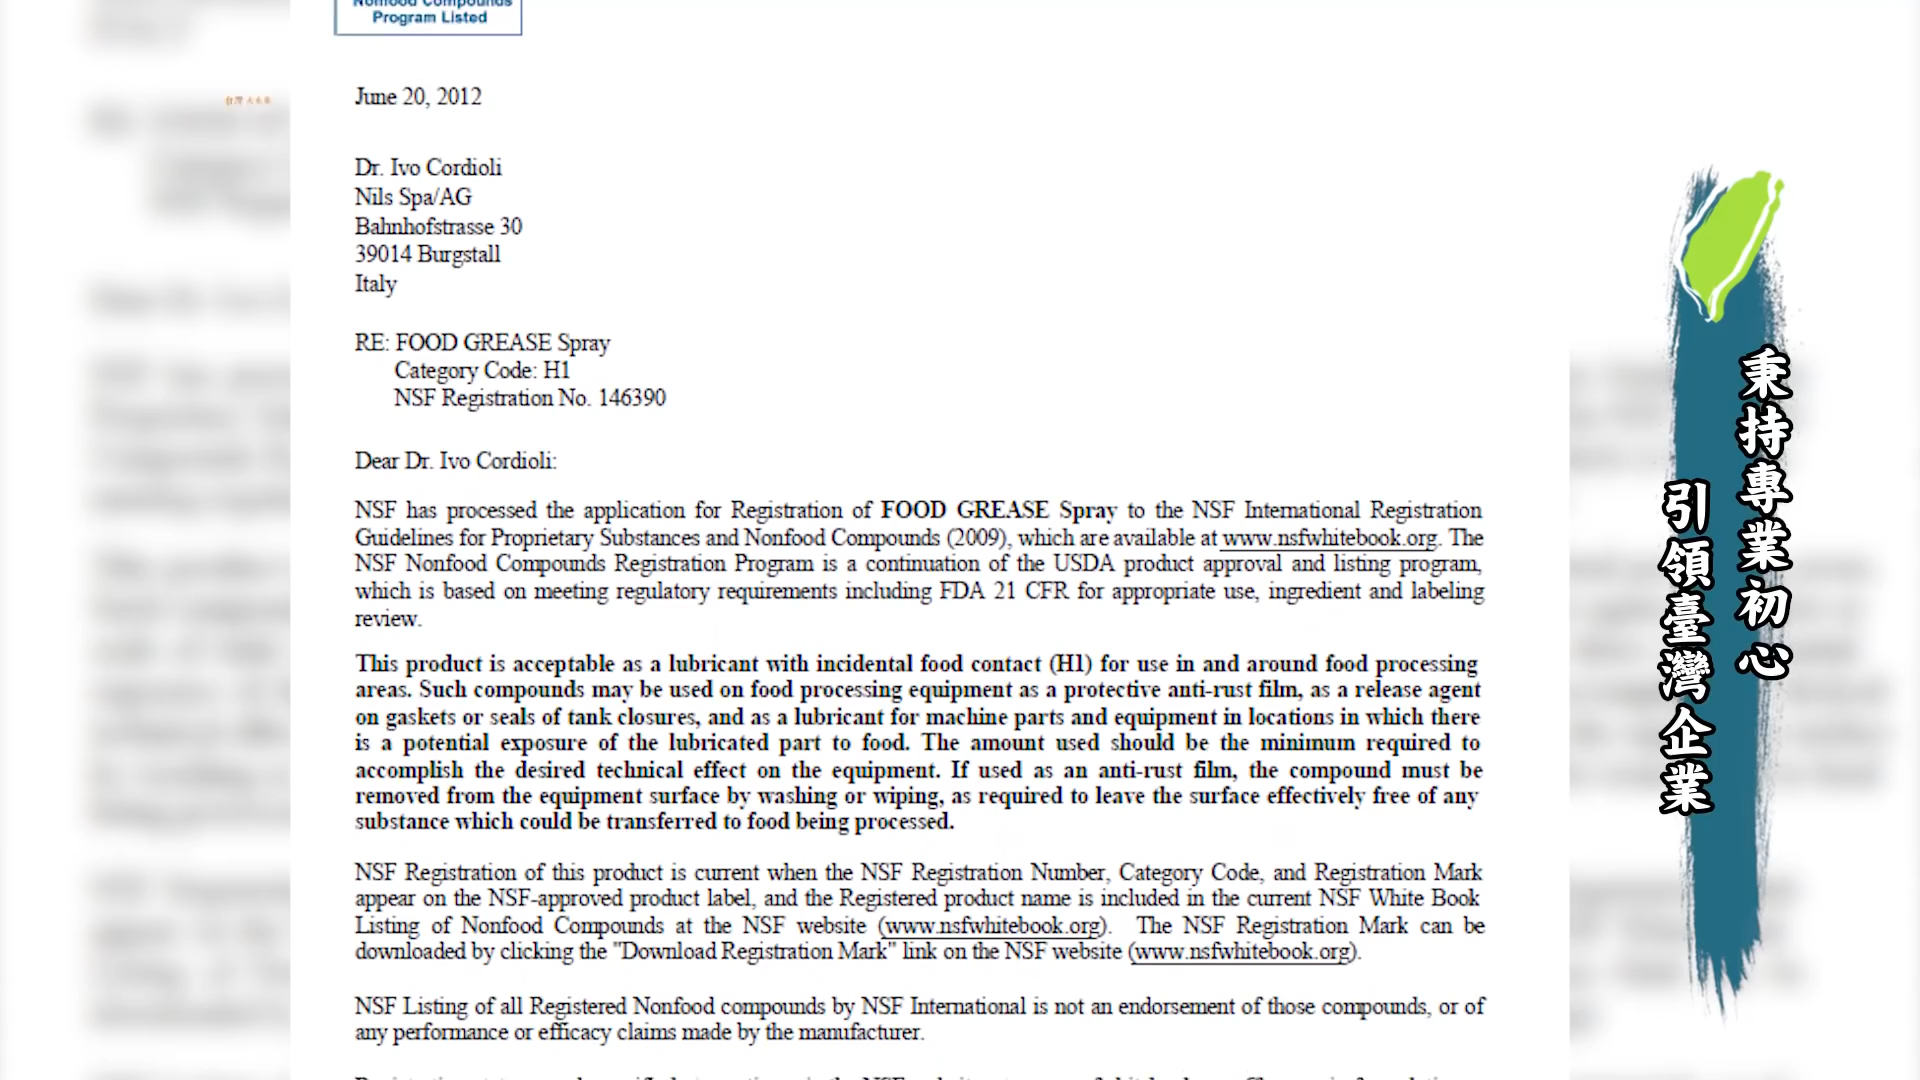 Nonfood Compounds
Program Listed
June 20, 2012
Dr. Ivo Cordioli
Nils Spa/AG
Bahnhofstrasse 30
39014 Burgstall
Italy
RE: FOOD GREASE Spray
Category Code: H1
NSF Registration No. 146390
Dear Dr. Ivo Cordioli:
NSF has processed the application for Registration of FOOD GREASE Spray to the NSF International Registration
Guidelines for Proprietary Substances and Nonfood Compounds (2009), which are available at www.nsfwhitebook.org. The
NSF Nonfood Compounds Registration Program is a continuation of the USDA product approval and listing program,
which is based on meeting regulatory requirements including FDA 21 CFR for appropriate use, ingredient and labeling
review.
This product is acceptable as a lubricant with incidental food contact (H1) for use in and around food processing
areas. Such compounds may be used on food processing equipment as a protective anti-rust film, as a release agent
on gaskets or seals of tank closures, and as a lubricant for machine parts and equipment in locations in which there
is a potential exposure of the lubricated part to food. The amount used should be the minimum required to
accomplish the desired technical effect on the equipment. If used as an anti-rust film, the compound must be
removed from the equipment surface by washing or wiping, as required to leave the surface effectively free of any
substance which could be transferred to food being processed.
NSF Registration of this product is current when the NSF Registration Number, Category Code, and Registration Mark
appear on the NSF-approved product label, and the Registered product name is included in the current NSF White Book
Listing of Nonfood Compounds at the NSF website (www.nsfwhitebook.org). The NSF Registration Mark can be
downloaded by clicking the "Download Registration Mark" link on the NSF website (www.nsfwhitebook.org).
NSF Listing of all Registered Nonfood compounds by NSF International is not an endorsement of those compounds, or of
any performance or efficacy claims made by the manufacturer.
秉持專業初心
引領臺灣企業